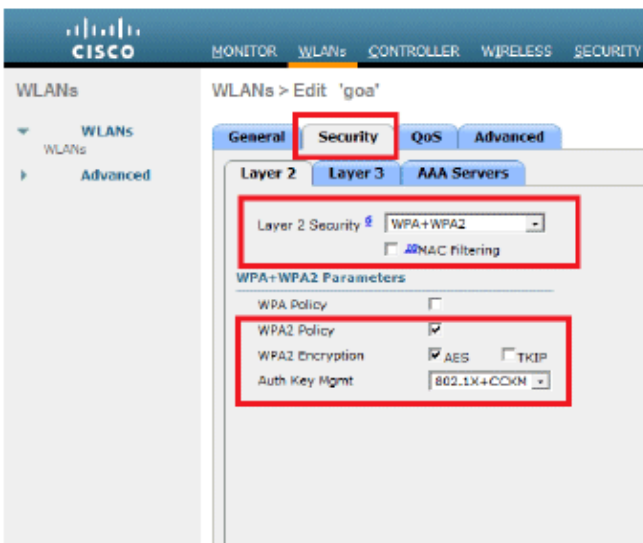 CISCO
MONITOR WLANs CONTROLLER WIRELESS SECURITY
WLANs
WLANs > Edit 'goa'
WLANs
WLANs
Advanced
General Security QoS Advanced
Layer 2 Layer 3 AAA Servers
Layer 2 Security 6 WPA+WPA2
10MAC Filtering
WPA+WPA2 Parameters
WPA Policy
WPA2 Policy
WPA2 Encryption AES TKIP
Auth Key Mgmt 802.1X+CCKM